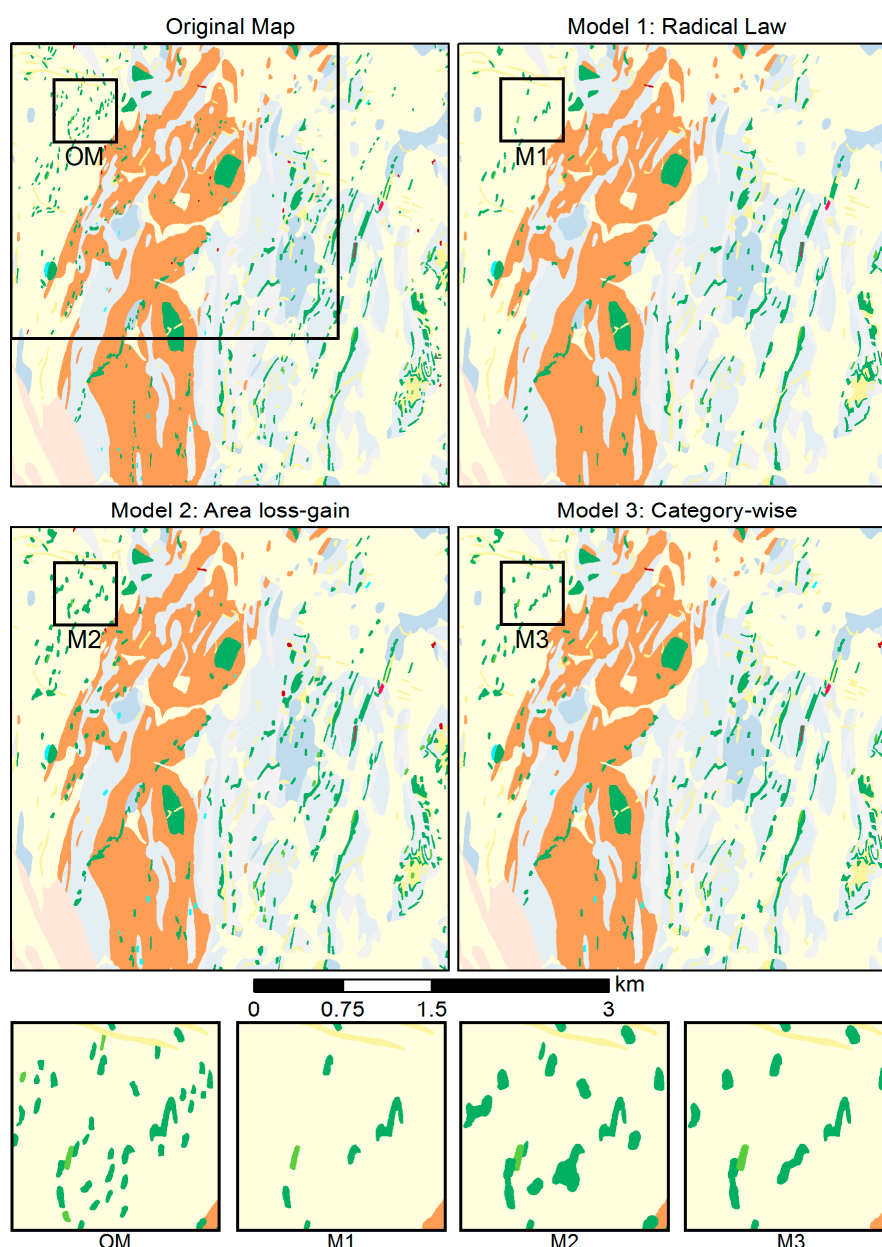 Original Map
Model 1: Radical Law
OM
M1
Model 2: Area loss-gain
Model 3: Category-wise
M2
M3
km
0 0.75 1.5 3
OM M1 M2 M3